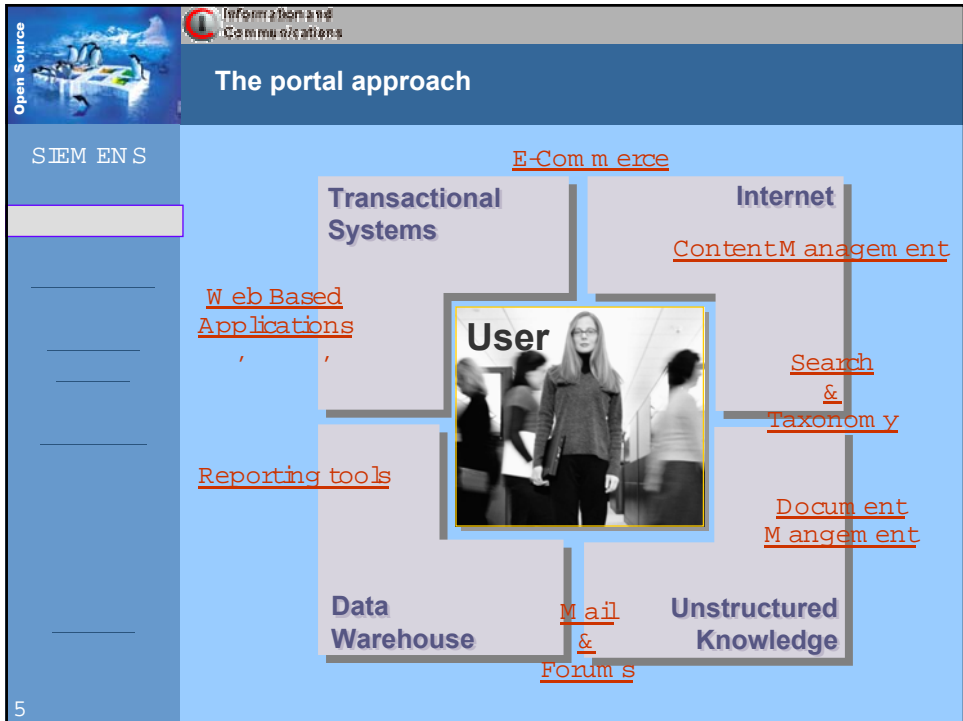 Open Source
Information and
Communications
The portal approach
SIEMENS
E-Commerce
Transactional
Systems
Internet
Content Management
Web Based
Applications
, ,
User
Search
&
Taxonomy
Reporting tools
Document
Mangement
Data
Warehouse
Mail
&
Forums
Unstructured
Knowledge
5